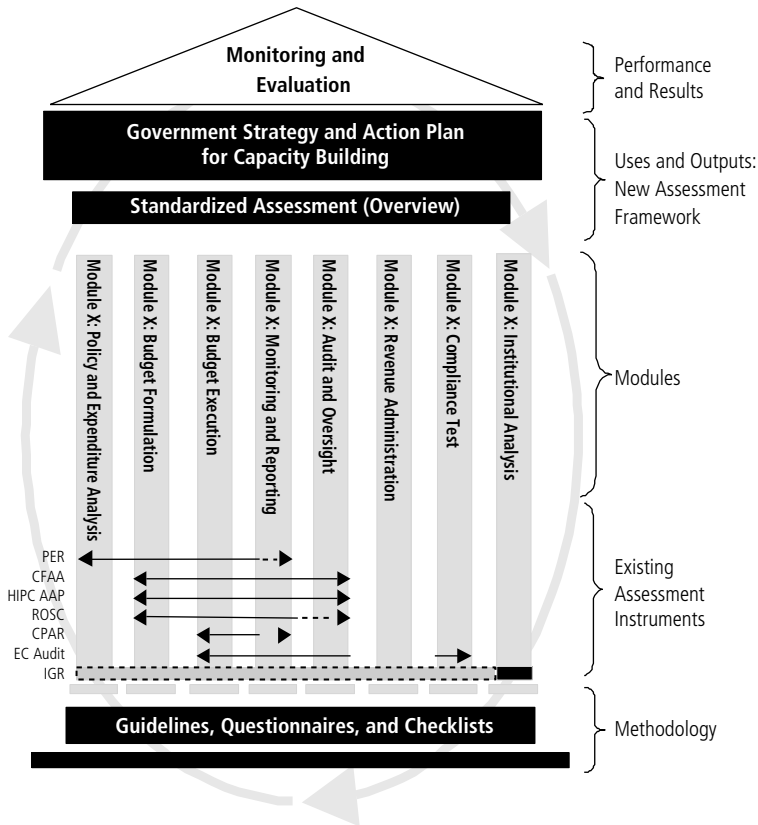 Monitoring and
Evaluation
Performance
and Results
Government Strategy and Action Plan
for Capacity Building
Uses and Outputs:
New Assessment
Framework
Standardized Assessment (Overview)
Module X: Policy and Expenditure Analysis
Module X: Budget Formulation
Module X: Budget Execution
Module X: Monitoring and Reporting
Module X: Audit and Oversight
Module X: Revenue Administration
Module X: Compliance Test
Module X: Institutional Analysis
Modules
PER
CFAA
HIPC AAP
ROSC
CPAR
EC Audit
IGR
Existing
Assessment
Instruments
Guidelines, Questionnaires, and Checklists
Methodology